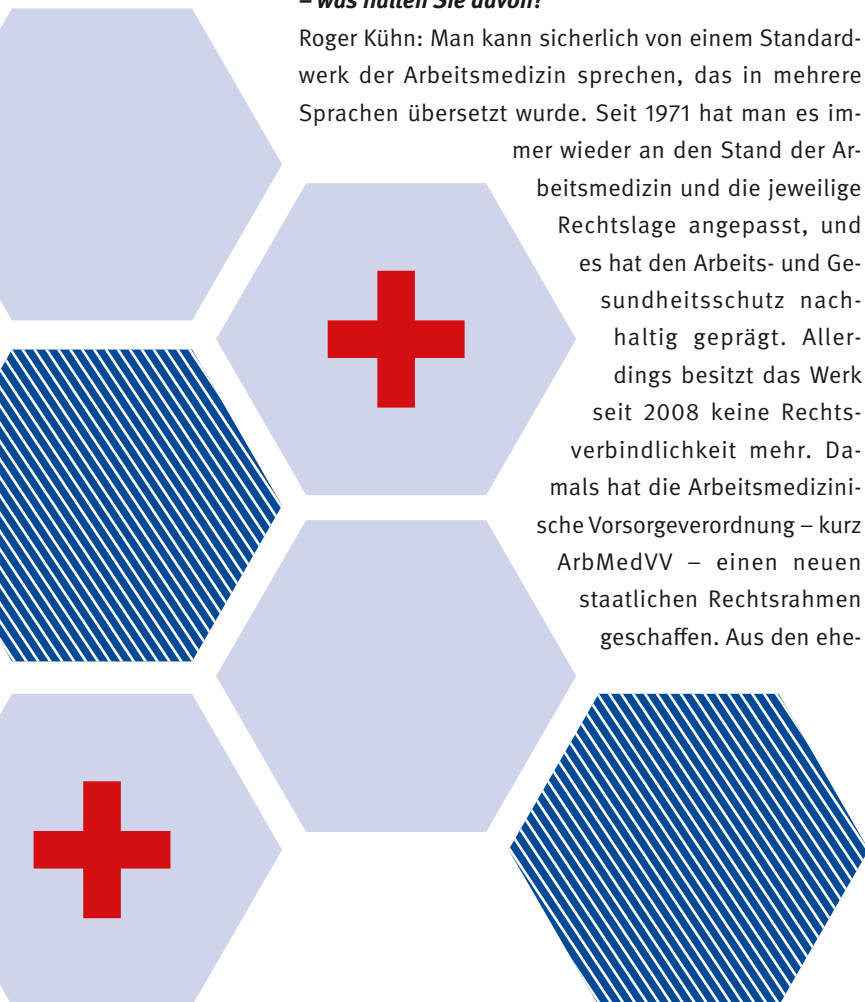 – was halten Sie davon?
Roger Kühn: Man kann sicherlich von einem Standard-
werk der Arbeitsmedizin sprechen, das in mehrere
Sprachen übersetzt wurde. Seit 1971 hat man es im-
mer wieder an den Stand der Ar-
beitsmedizin und die jeweilige
Rechtslage angepasst, und
es hat den Arbeits- und Ge-
sundheitsschutz nach-
haltig geprägt. Aller-
dings besitzt das Werk
seit 2008 keine Rechts-
verbindlichkeit mehr. Da-
mals hat die Arbeitsmedizini-
sche Vorsorgeverordnung – kurz
ArbMedVV – einen neuen
staatlichen Rechtsrahmen
geschaffen. Aus den ehe-